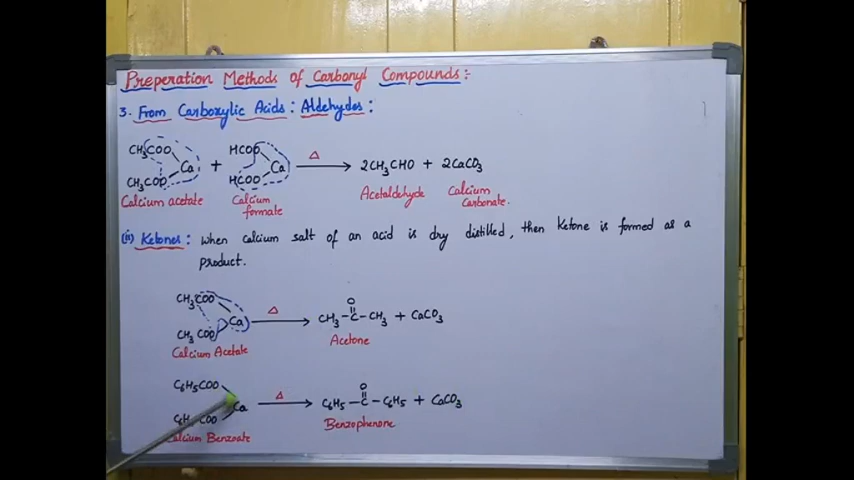 Preperation Methods of Carbonyl Compounds:-
3. From Carboxylic Acids: Aldehydes:
CH₃COO HCOO
Ca + Ca △ → 2CH₃CHO + 2CaCO₃
CH₃COO HCOO
Calcium acetate Calcium formate Acetaldehyde Calcium Carbonate.
(ii) Ketones: When calcium salt of an acid is dry distilled, then Ketone is formed as a
product.
CH₃COO O
Ca △ → CH₃-C-CH₃ + CaCO₃
CH₃COO
Calcium Acetate Acetone
C₆H₅COO O
Ca △ → C₆H₅-C-C₆H₅ + CaCO₃
COO
Calcium Benzoate Benzophenone